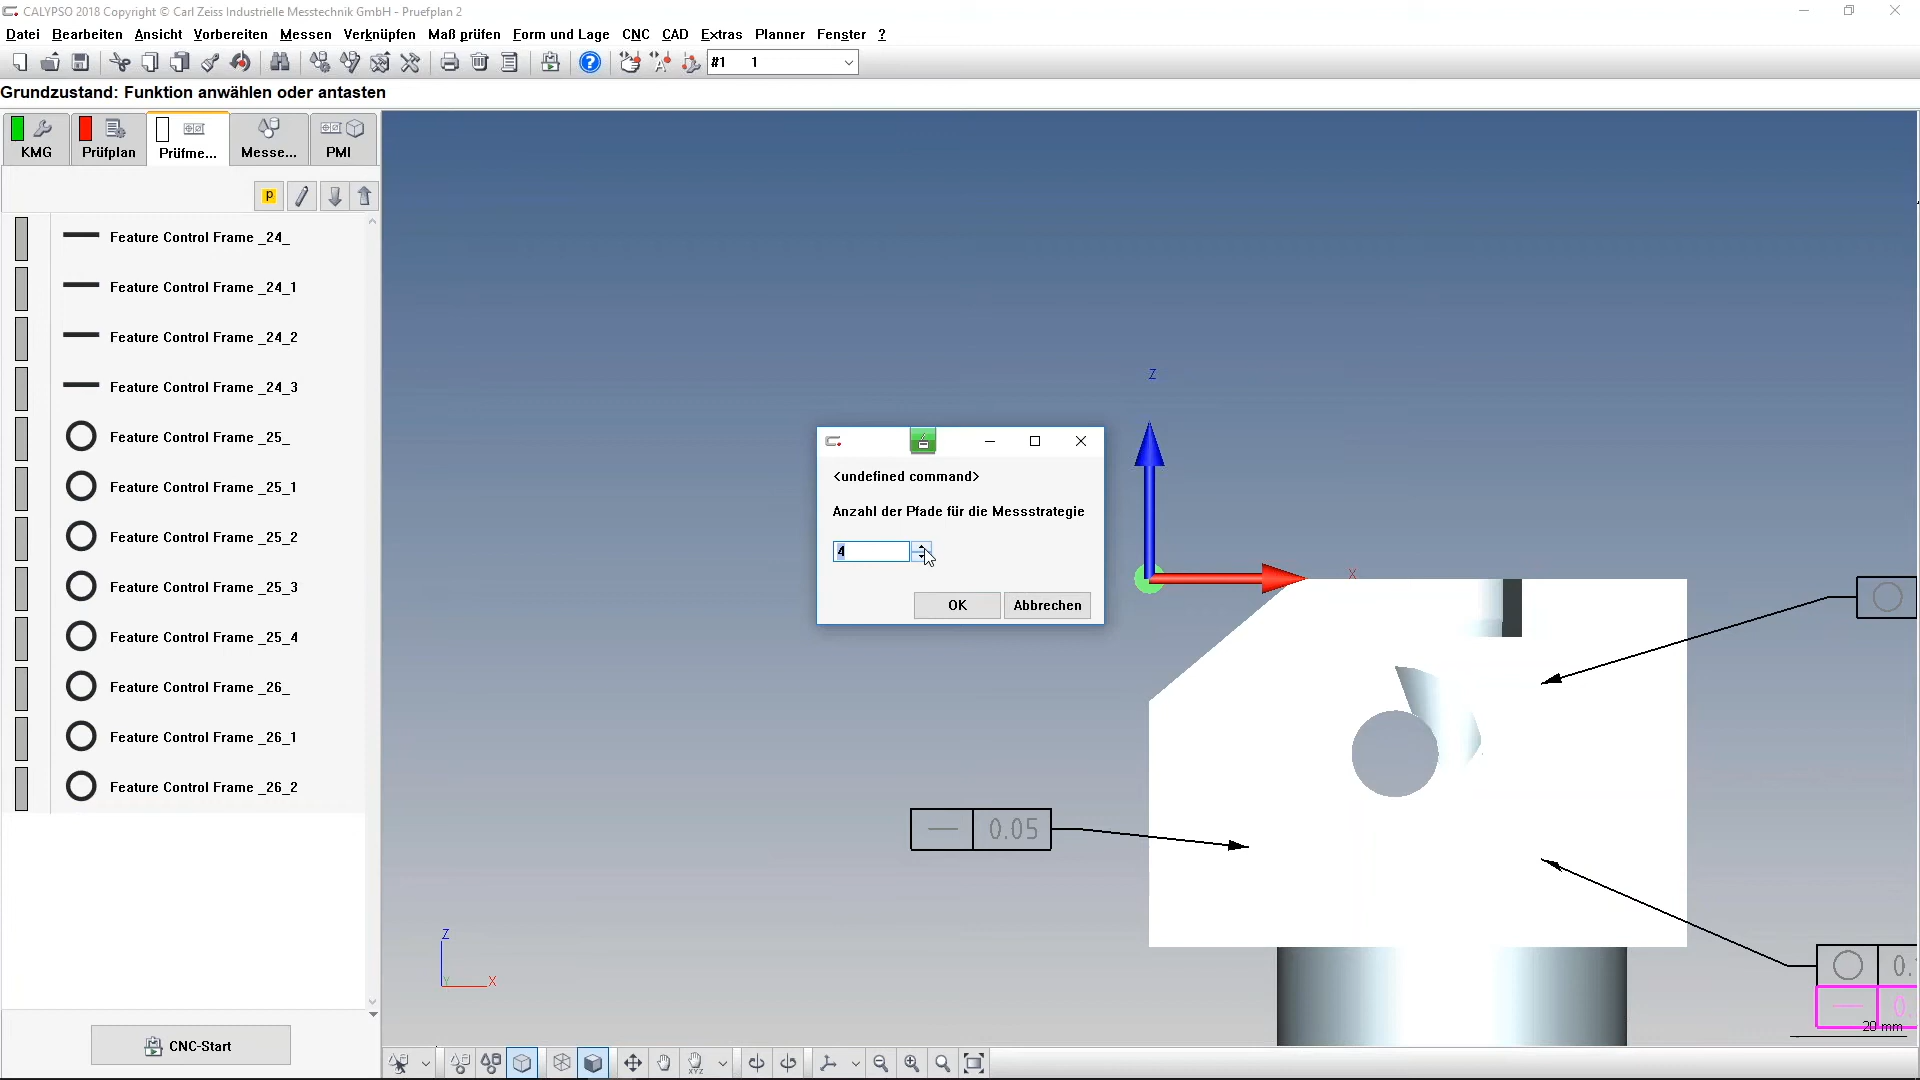 CALYPSO 2018 Copyright © Carl Zeiss Industrielle Messtechnik GmbH - Pruefplan 2
Datei Bearbeiten Ansicht Vorbereiten Messen Verknüpfen Maß prüfen Form und Lage CNC CAD Extras Planner Fenster ?
#1 1
Grundzustand: Funktion anwählen oder antasten
KMG Prüfplan Prüfme... Messe... PMI
P
Feature Control Frame _24_
Feature Control Frame _24_1
Feature Control Frame _24_2
Feature Control Frame _24_3
Feature Control Frame _25_
Feature Control Frame _25_1
Feature Control Frame _25_2
Feature Control Frame _25_3
Feature Control Frame _25_4
Feature Control Frame _26_
Feature Control Frame _26_1
Feature Control Frame _26_2
CNC-Start
Z
X
<undefined command>
Anzahl der Pfade für die Messstrategie
4
OK Abbrechen
0.05
Z
Y X
0.
0.
20 mm
XYZ